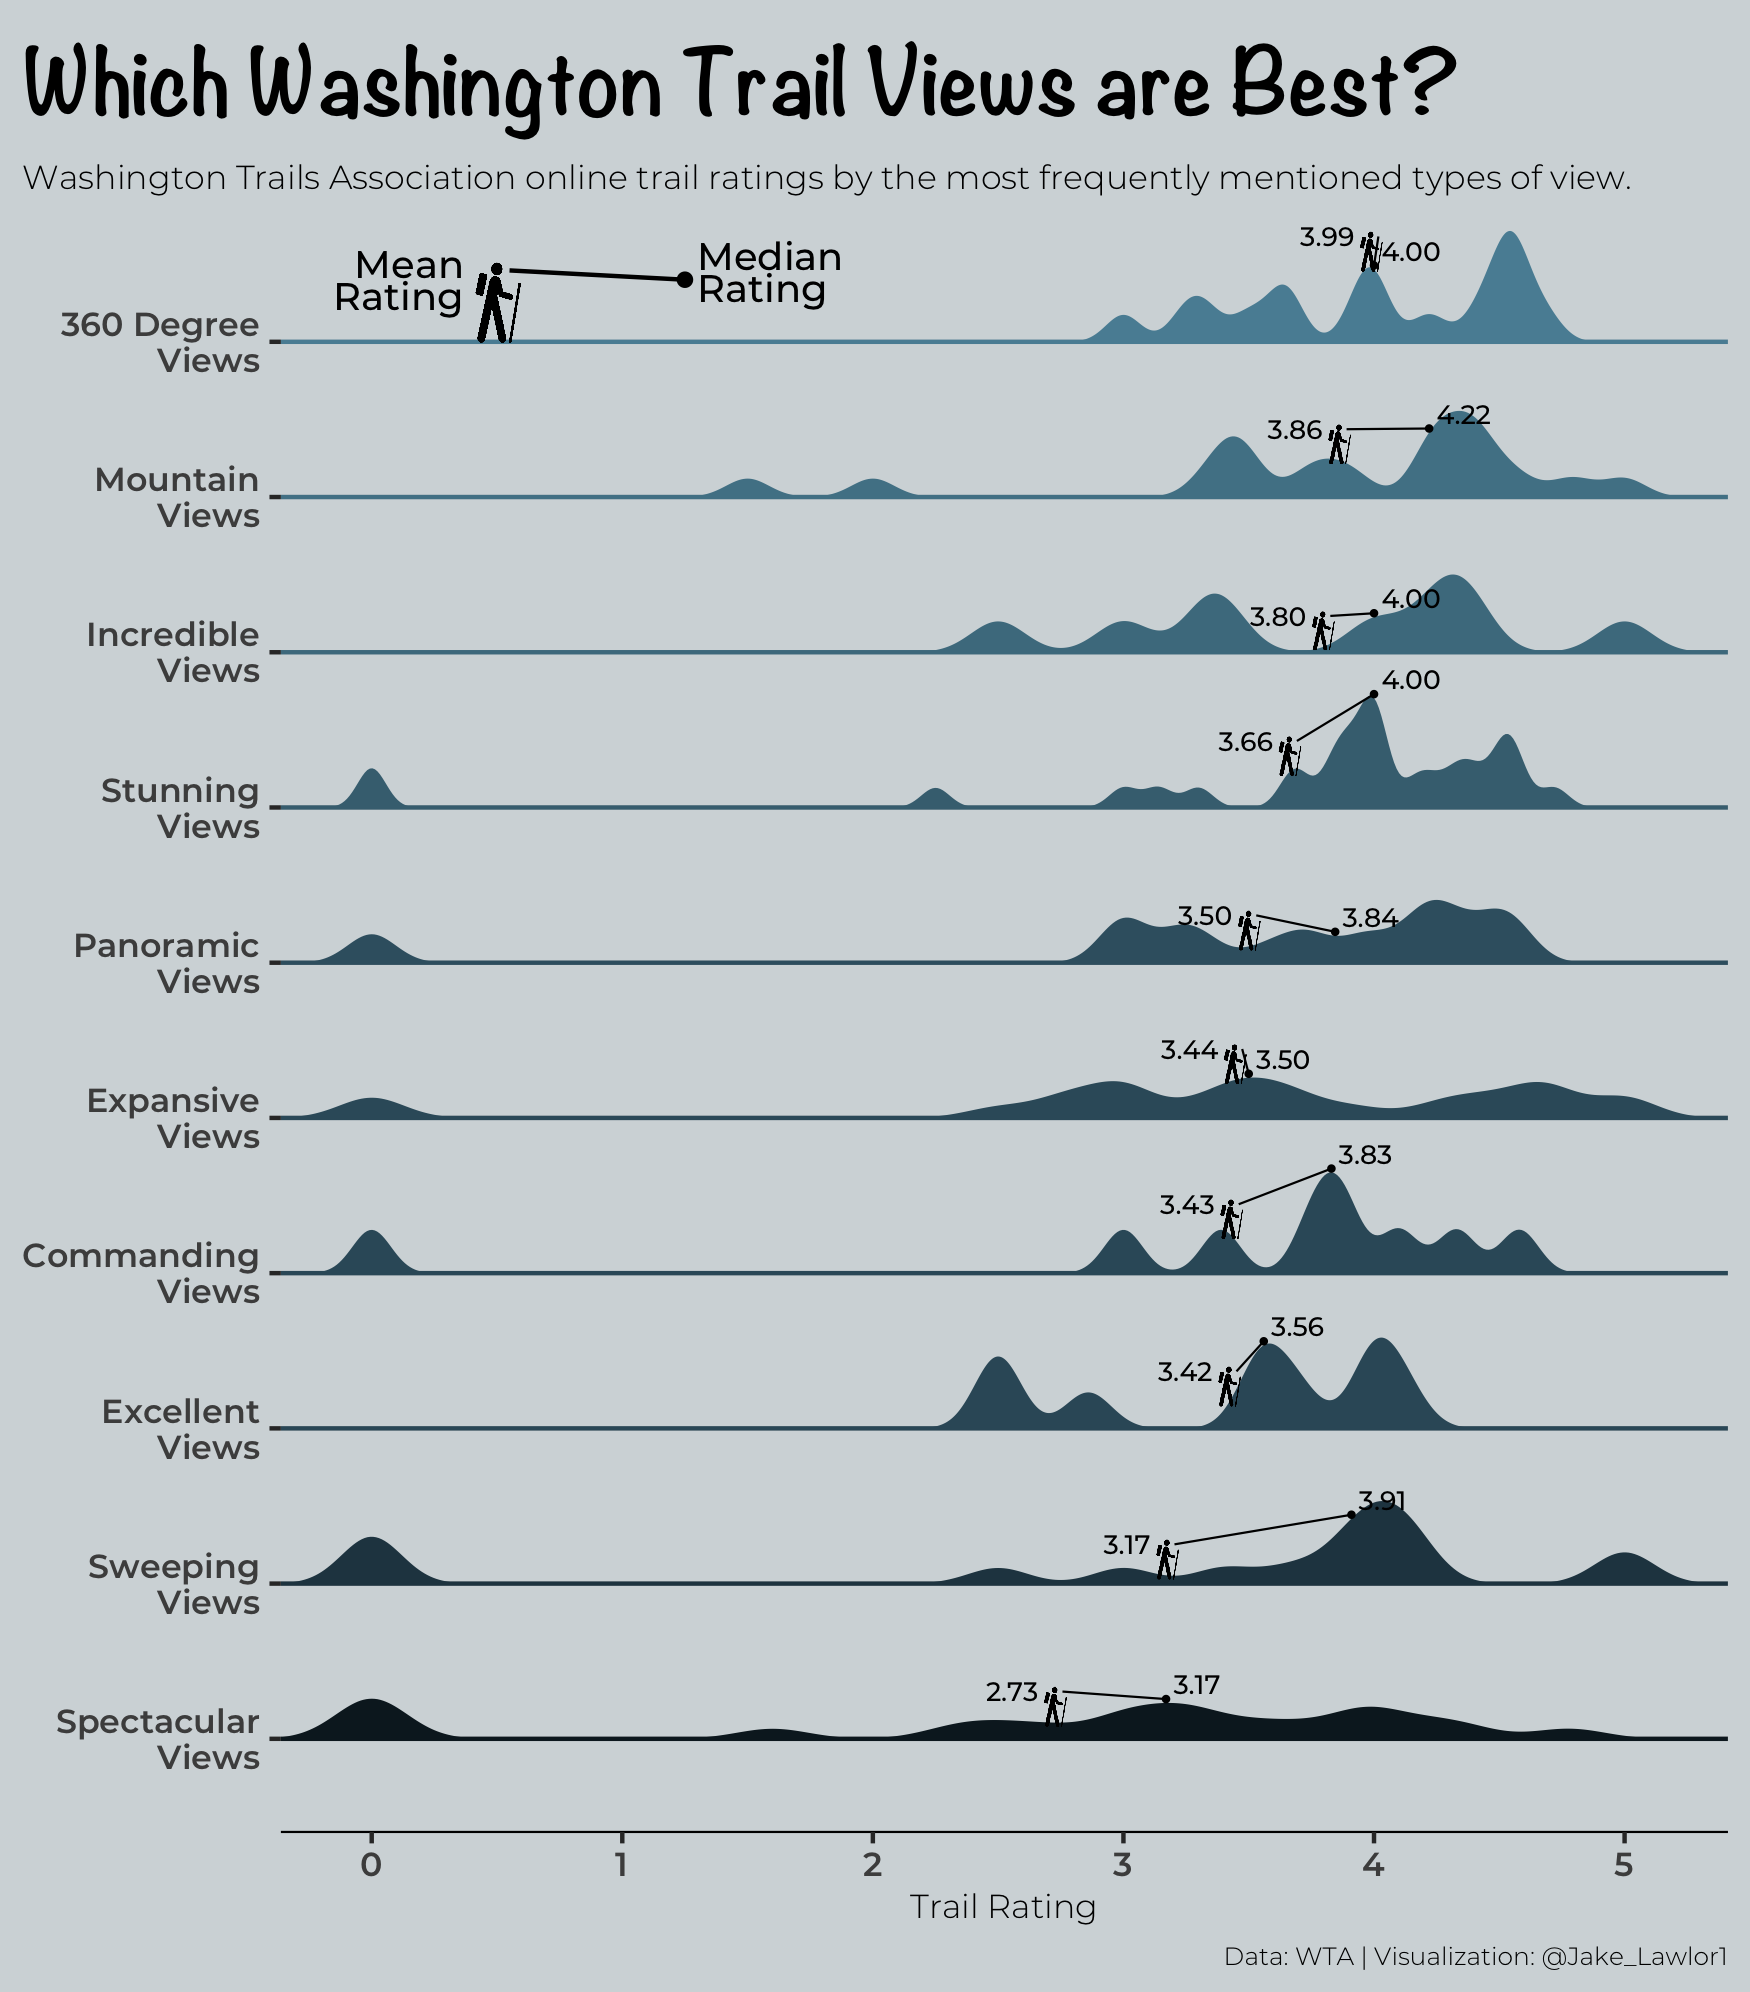 Which Washington Trail Views are Best?
Washington Trails Association online trail ratings by the most frequently mentioned types of view.
Mean
Rating
Median
Rating
360 Degree
Views
3.99
4.00
Mountain
Views
3.86
4.22
Incredible
Views
3.80
4.00
Stunning
Views
3.66
4.00
Panoramic
Views
3.50
3.84
Expansive
Views
3.44
3.50
Commanding
Views
3.43
3.83
Excellent
Views
3.42
3.56
Sweeping
Views
3.17
3.91
Spectacular
Views
2.73
3.17
0 1 2 3 4 5
Trail Rating
Data: WTA | Visualization: @Jake_Lawlor1